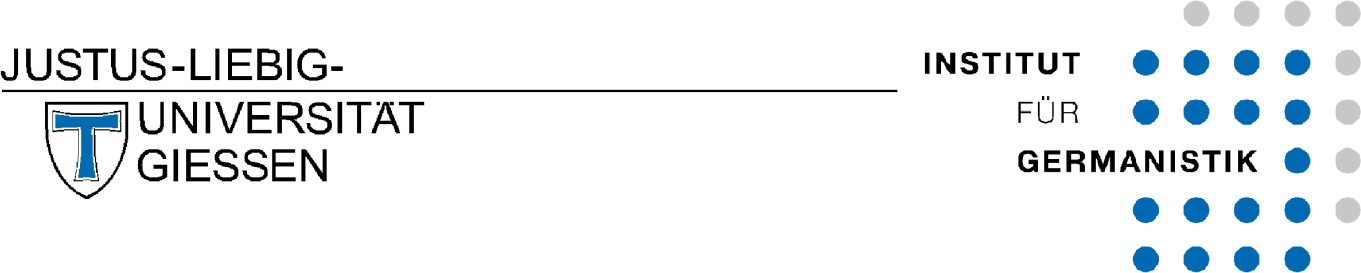 JUSTUS-LIEBIG-
UNIVERSITÄT
GIESSEN
INSTITUT
FÜR
GERMANISTIK